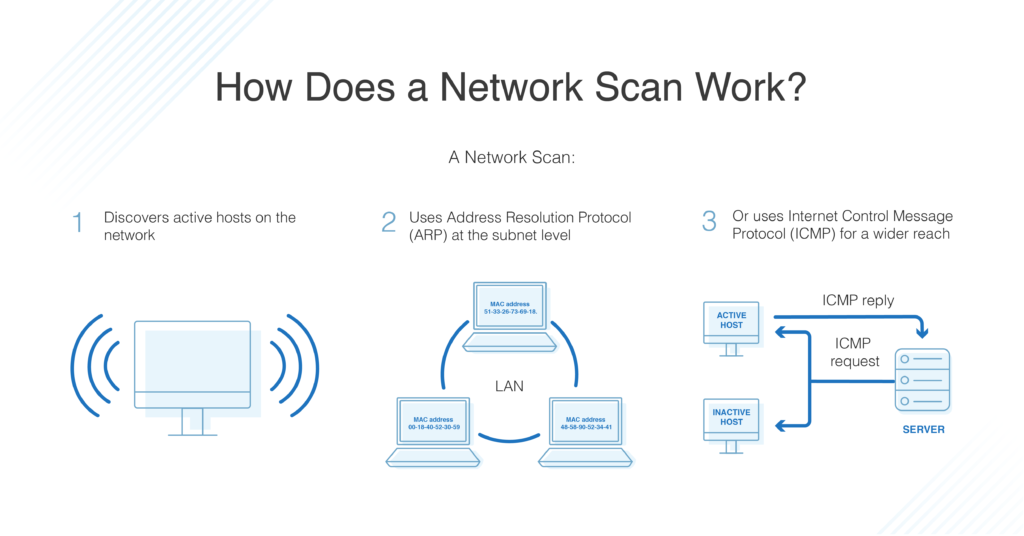 How Does a Network Scan Work?
A Network Scan:
1
Discovers active hosts on the
network
2
Uses Address Resolution Protocol
(ARP) at the subnet level
3
Or uses Internet Control Message
Protocol (ICMP) for a wider reach
MAC address
51-33-26-73-69-18.
LAN
MAC address
00-18-40-52-30-59
MAC address
48-58-90-52-34-41
ICMP reply
ACTIVE
HOST
ICMP
request
INACTIVE
HOST
SERVER